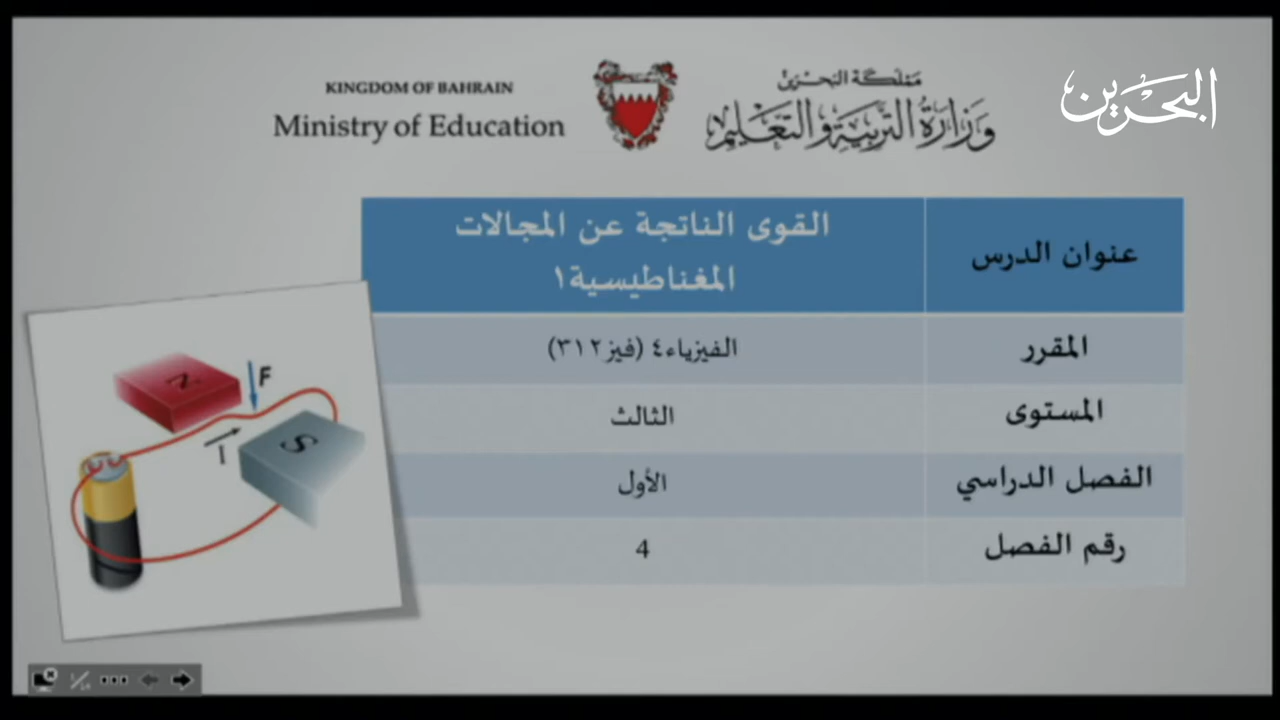 KINGDOM OF BAHRAIN
Ministry of Education
مملكة البحرين
وزارة التربية والتعليم
البحرين
عنوان الدرس
القوى الناتجة عن المجالات
المغناطيسية١
المقرر
الفيزياء٤ (فيز٣١٢)
المستوى
الثالث
الفصل الدراسي
الأول
رقم الفصل
4
N
F
I
S